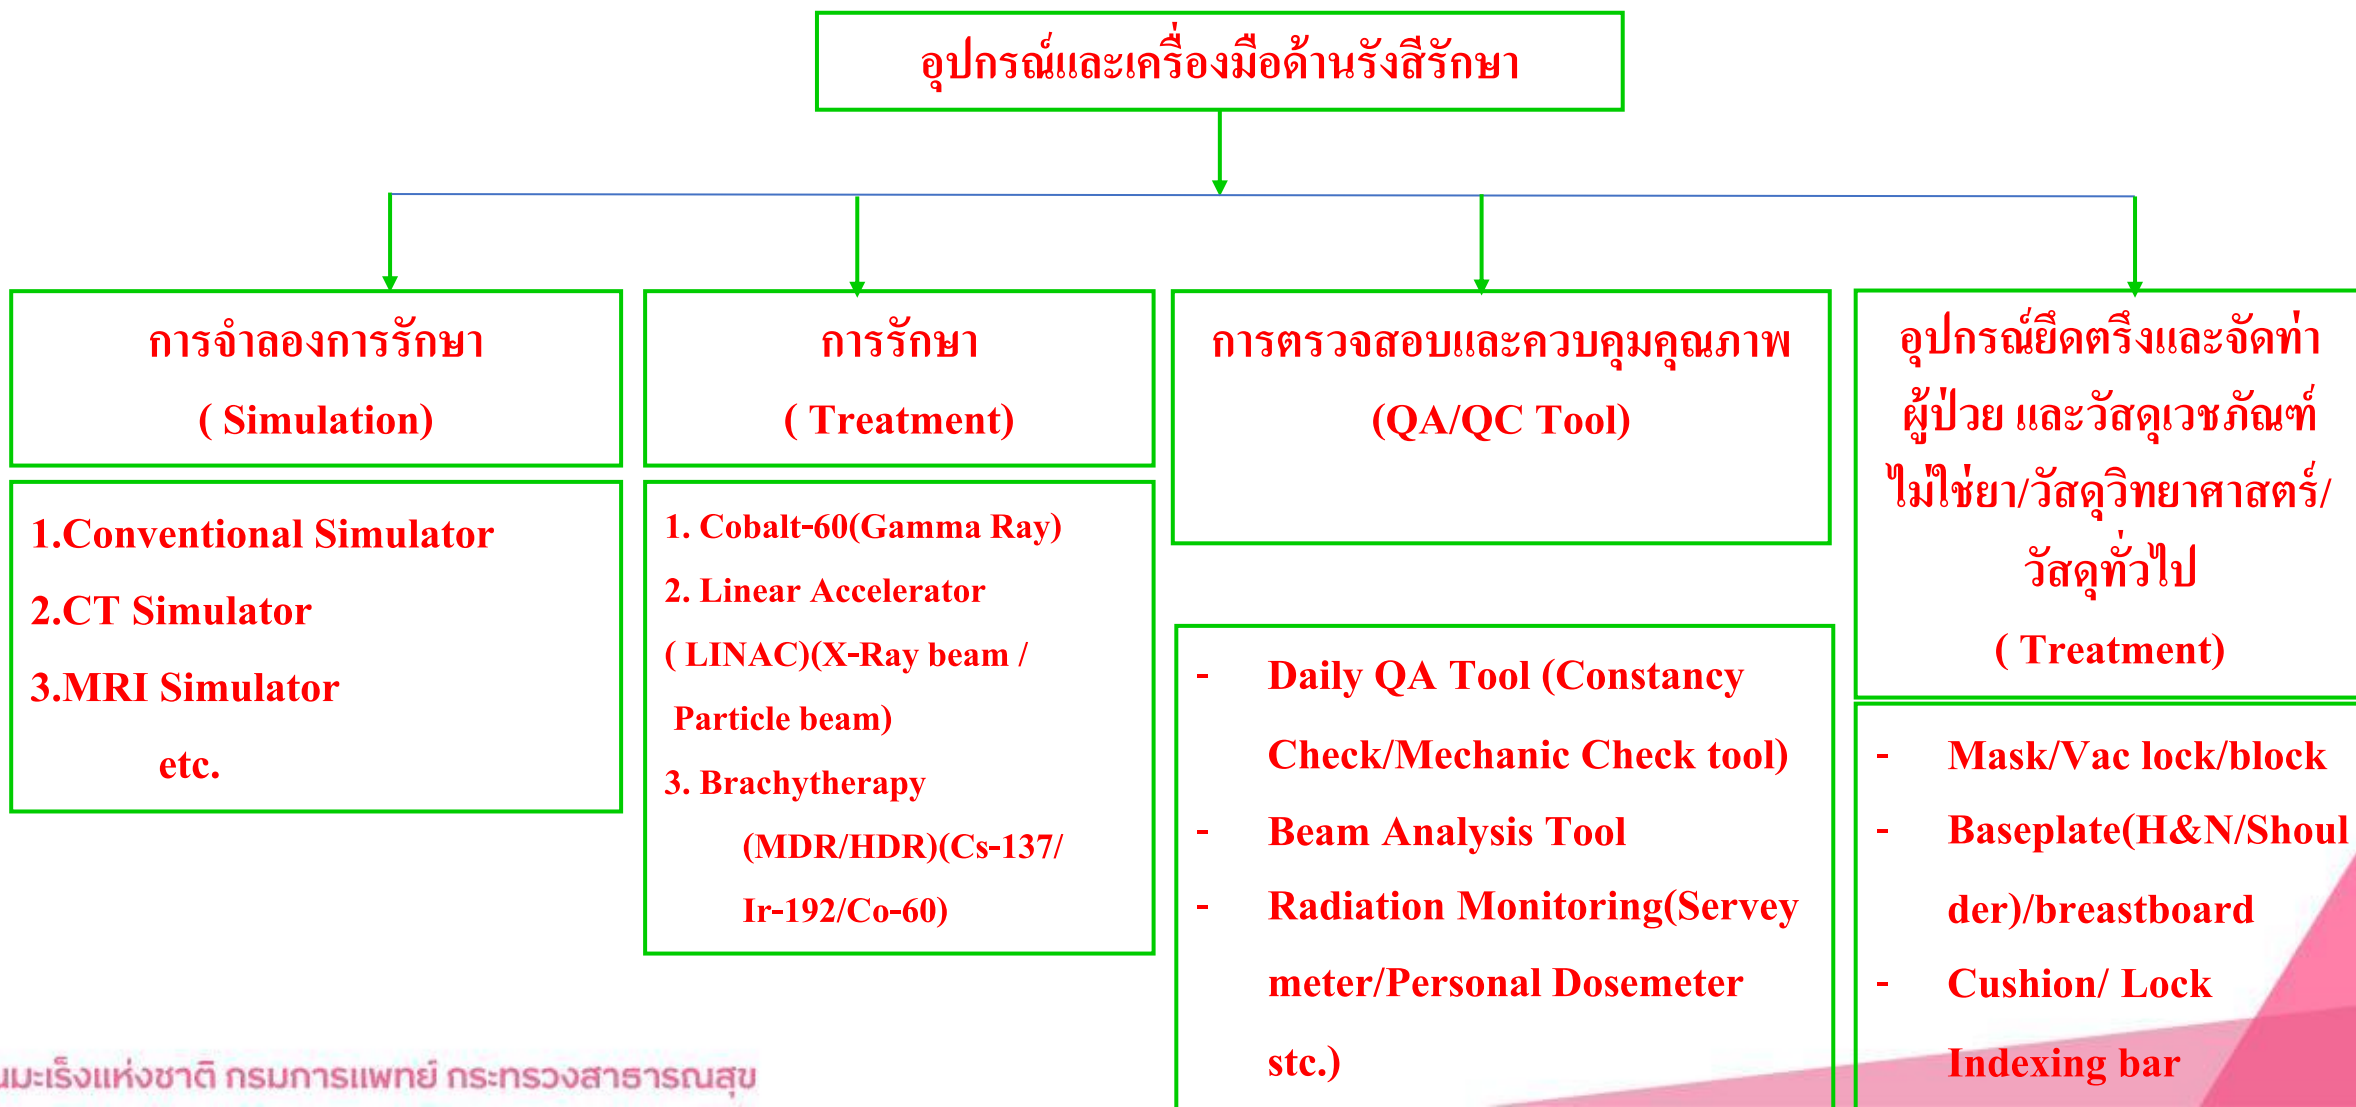 อุปกรณ์และเครื่องมือด้านรังสีรักษา
การจำลองการรักษา
( Simulation)
1.Conventional Simulator
2.CT Simulator
3.MRI Simulator
etc.
การรักษา
( Treatment)
1. Cobalt-60(Gamma Ray)
2. Linear Accelerator
( LINAC)(X-Ray beam /
Particle beam)
3. Brachytherapy
(MDR/HDR)(Cs-137/
Ir-192/Co-60)
การตรวจสอบและควบคุมคุณภาพ
(QA/QC Tool)
- Daily QA Tool (Constancy
Check/Mechanic Check tool)
- Beam Analysis Tool
- Radiation Monitoring(Servey
meter/Personal Dosemeter
stc.)
อุปกรณ์ยึดตรึงและจัดท่า
ผู้ป่วย และวัสดุเวชภัณฑ์
ไม่ใช่ยา/วัสดุวิทยาศาสตร์/
วัสดุทั่วไป
( Treatment)
- Mask/Vac lock/block
- Baseplate(H&N/Shoul
der)/breastboard
- Cushion/ Lock
Indexing bar
นมะเร็งแห่งชาติ กรมการแพทย์ กระทรวงสาธารณสุข